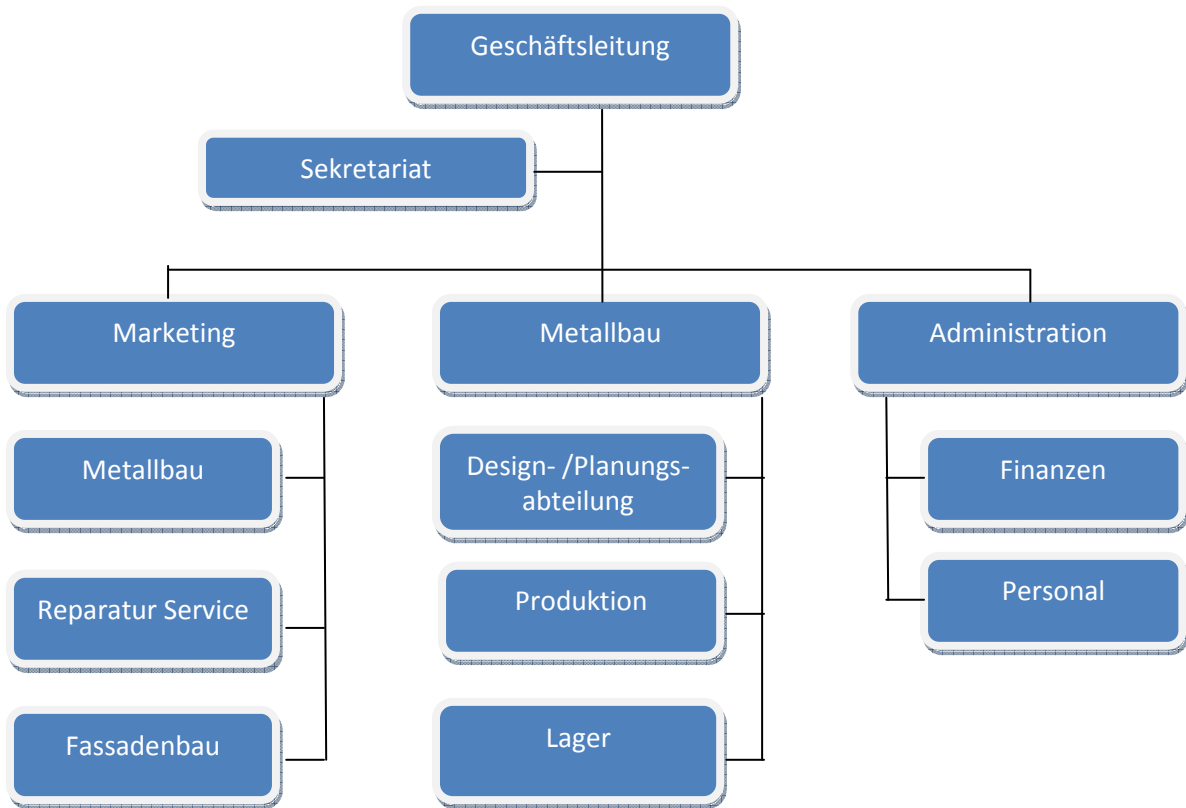 Geschäftsleitung
Sekretariat
Marketing
Metallbau
Administration
Metallbau
Design- /Planungs-
abteilung
Finanzen
Reparatur Service
Produktion
Personal
Fassadenbau
Lager